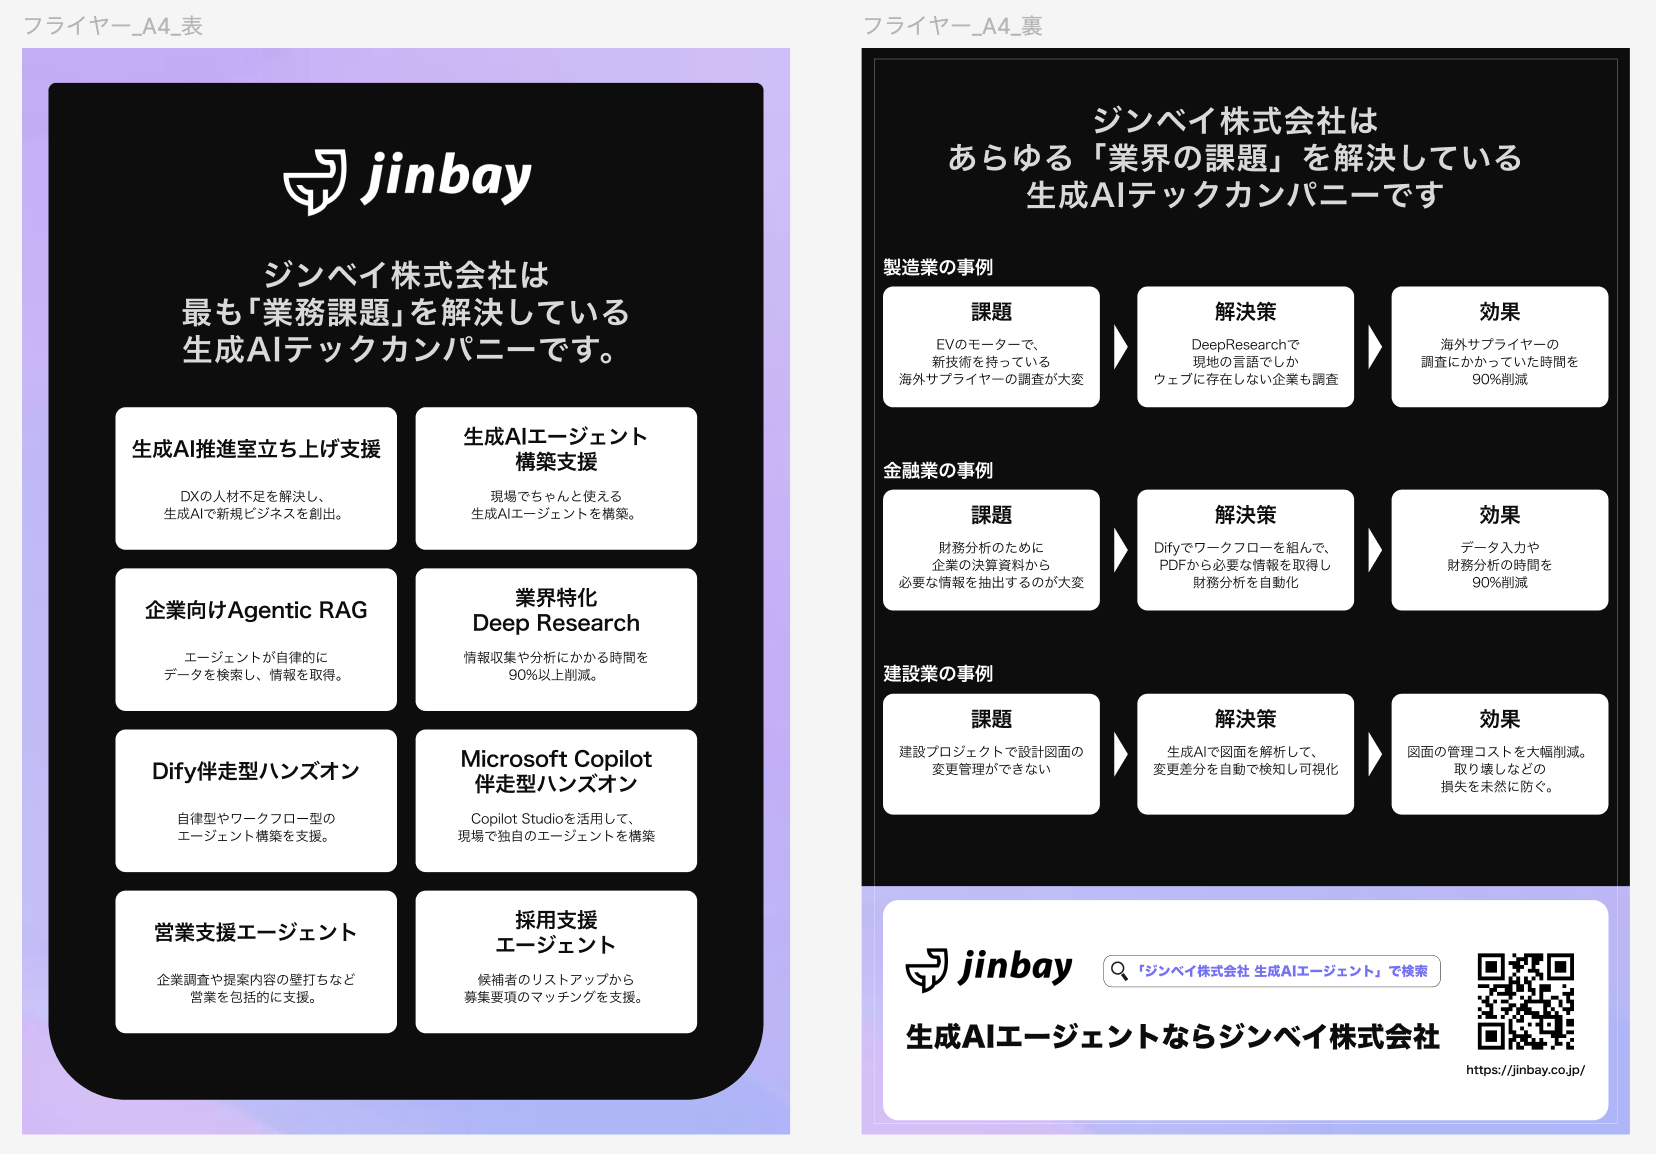 フライヤー_A4_表
jinbay
ジンベイ株式会社は
最も「業務課題」を解決している
生成AIテックカンパニーです。
生成AI推進室立ち上げ支援
DXの人材不足を解決し、
生成AIで新規ビジネスを創出。
生成AIエージェント
構築支援
現場でちゃんと使える
生成AIエージェントを構築。
企業向けAgentic RAG
エージェントが自律的に
データを検索し、情報を取得。
業界特化
Deep Research
情報収集や分析にかかる時間を
90%以上削減。
Dify伴走型ハンズオン
自律型やワークフロー型の
エージェント構築を支援。
Microsoft Copilot
伴走型ハンズオン
Copilot Studioを活用して、
現場で独自のエージェントを構築
営業支援エージェント
企業調査や提案内容の壁打ちなど
営業を包括的に支援。
採用支援
エージェント
候補者のリストアップから
募集要項のマッチングを支援。
フライヤー_A4_裏
ジンベイ株式会社は
あらゆる「業界の課題」を解決している
生成AIテックカンパニーです
製造業の事例
課題
EVのモーターで、
新技術を持っている
海外サプライヤーの調査が大変
解決策
DeepResearchで
現地の言語でしか
ウェブに存在しない企業も調査
効果
海外サプライヤーの
調査にかかっていた時間を
90%削減
金融業の事例
課題
財務分析のために
企業の決算資料から
必要な情報を抽出するのが大変
解決策
Difyでワークフローを組んで、
PDFから必要な情報を取得し
財務分析を自動化
効果
データ入力や
財務分析の時間を
90%削減
建設業の事例
課題
建設プロジェクトで設計図面の
変更管理ができない
解決策
生成AIで図面を解析して、
変更差分を自動で検知し可視化
効果
図面の管理コストを大幅削減。
取り壊しなどの
損失を未然に防ぐ。
jinbay
「ジンベイ株式会社 生成AIエージェント」で検索
生成AIエージェントならジンベイ株式会社
https://jinbay.co.jp/